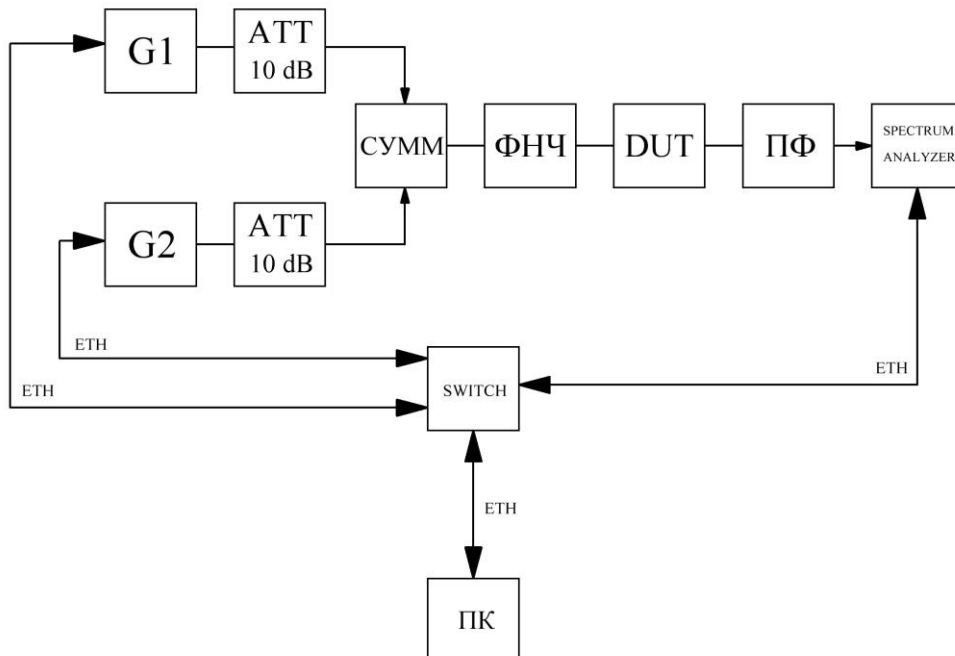 G1
ATT
10 dB
СУММ
ФНЧ
DUT
ПФ
SPECTRUM
ANALYZER
G2
ATT
10 dB
ETH
ETH
SWITCH
ETH
ETH
ПК